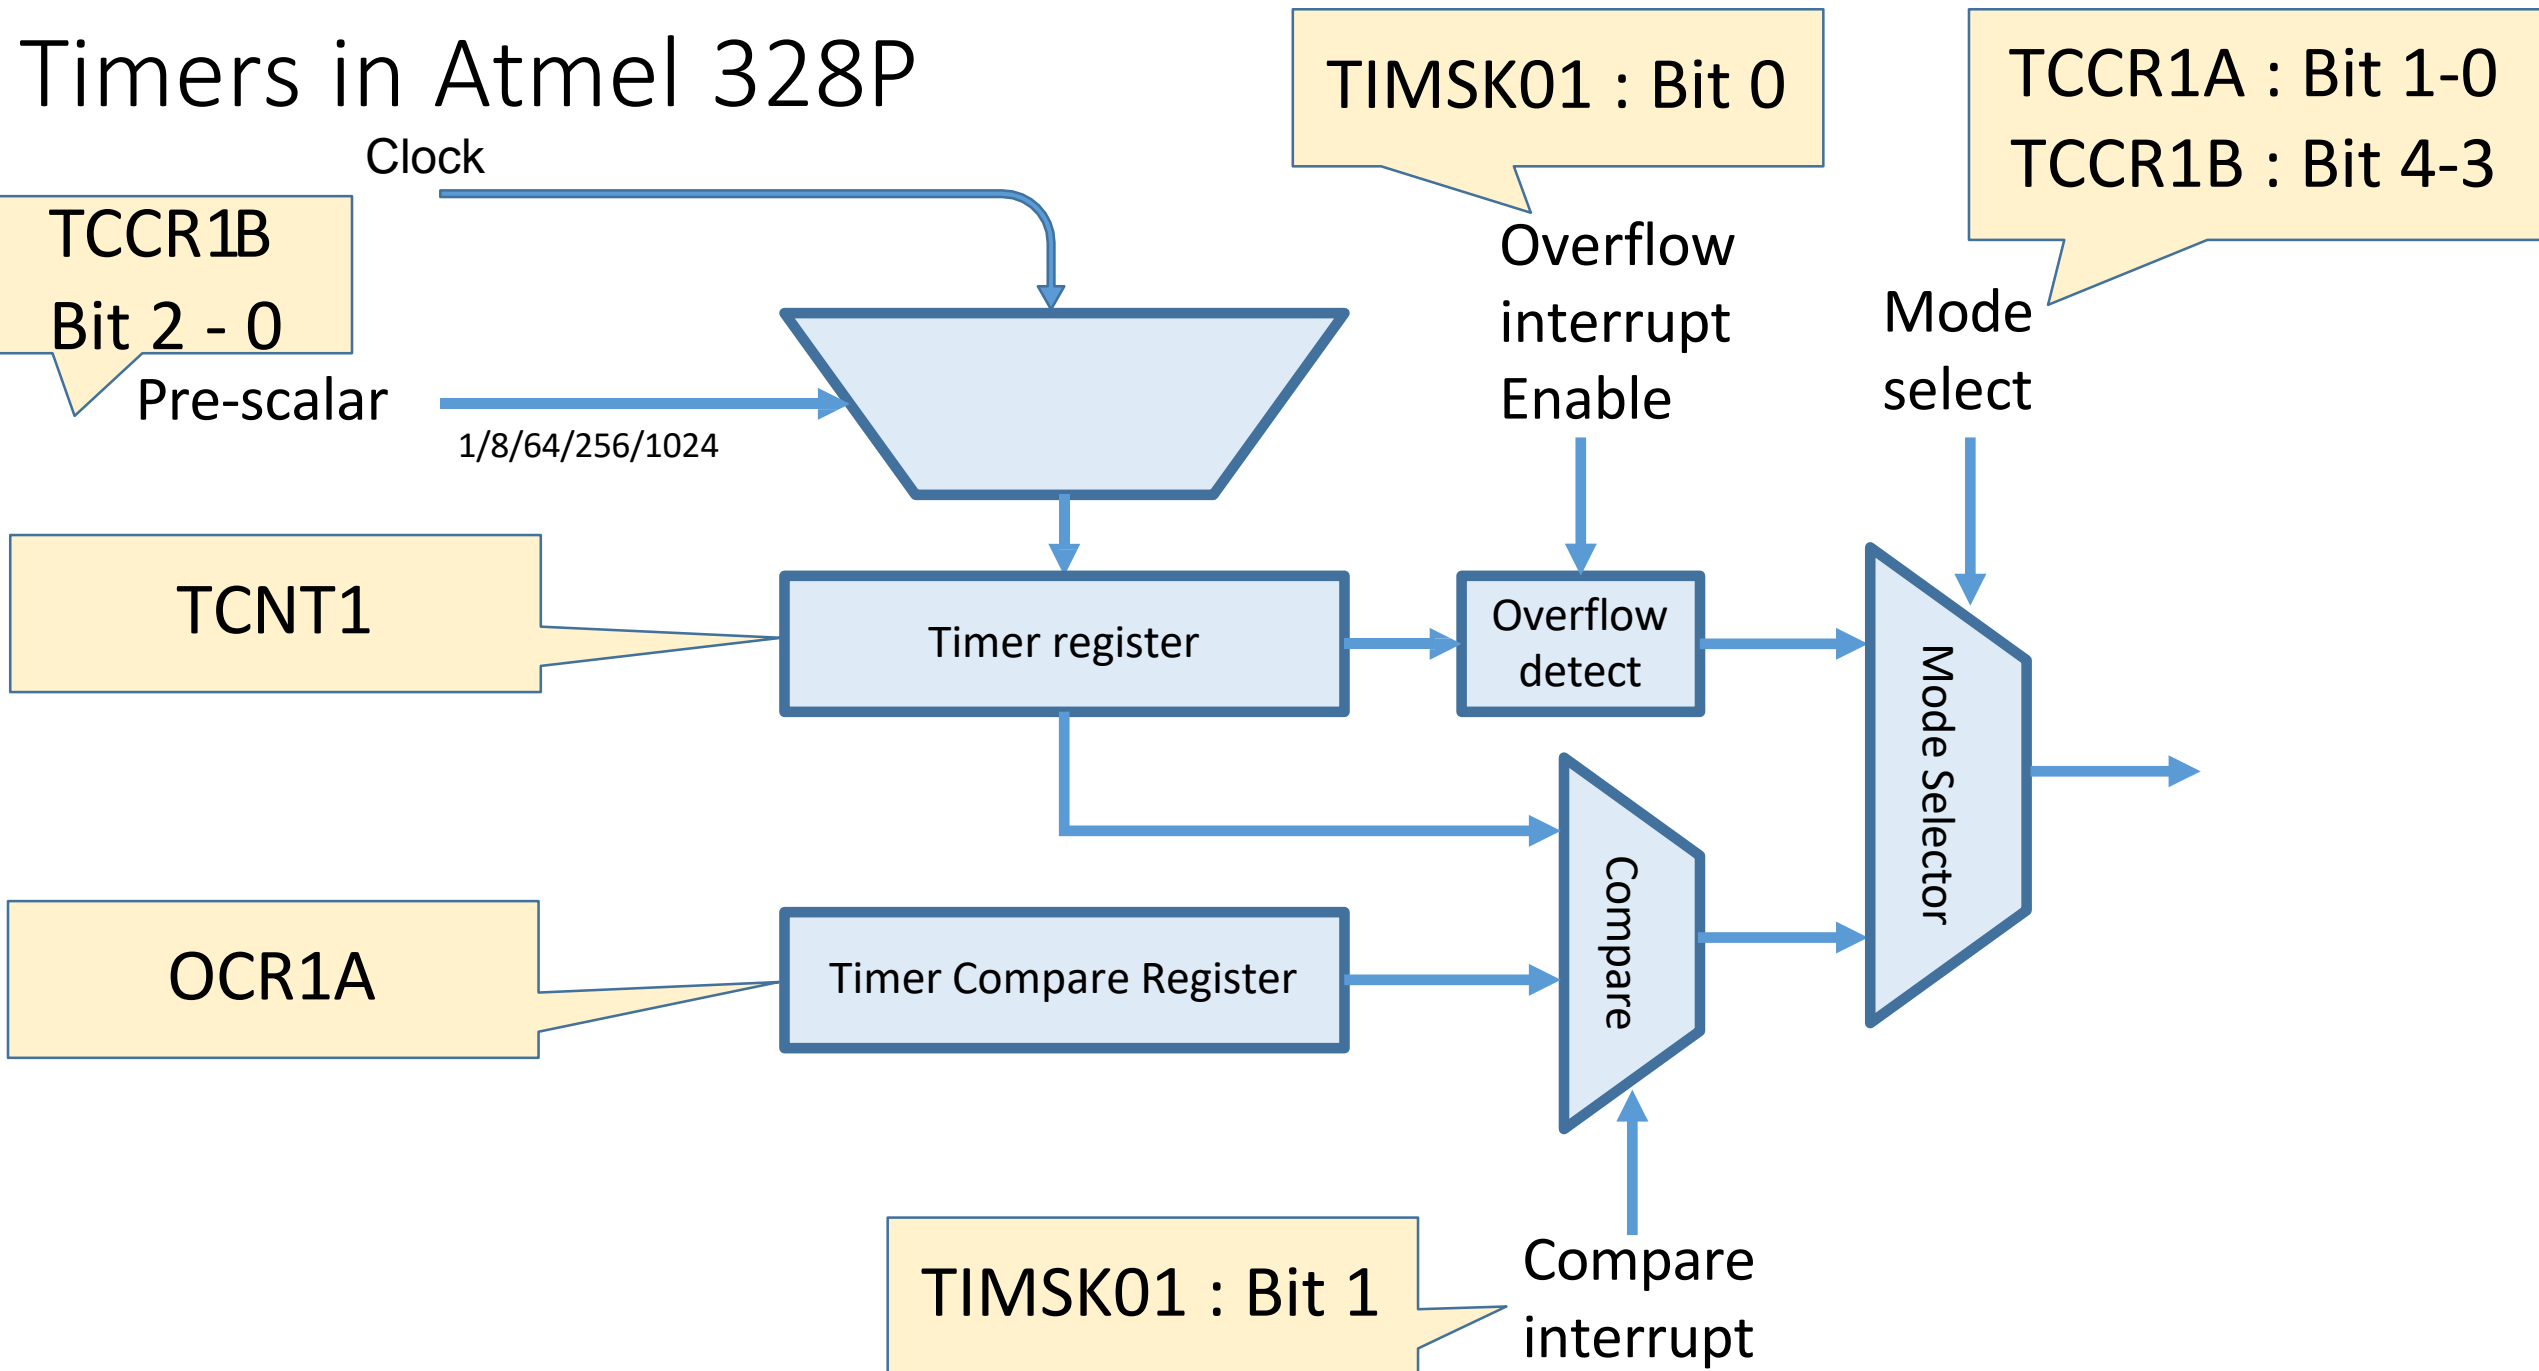 Timers in Atmel 328P
TIMSK01 : Bit 0
TCCR1A : Bit 1-0
TCCR1B : Bit 4-3
Clock
TCCR1B
Bit 2 - 0
Pre-scalar
1/8/64/256/1024
Overflow
interrupt
Enable
Mode
select
TCNT1
Timer register
Overflow
detect
Mode Selector
OCR1A
Timer Compare Register
Compare
TIMSK01 : Bit 1
Compare
interrupt